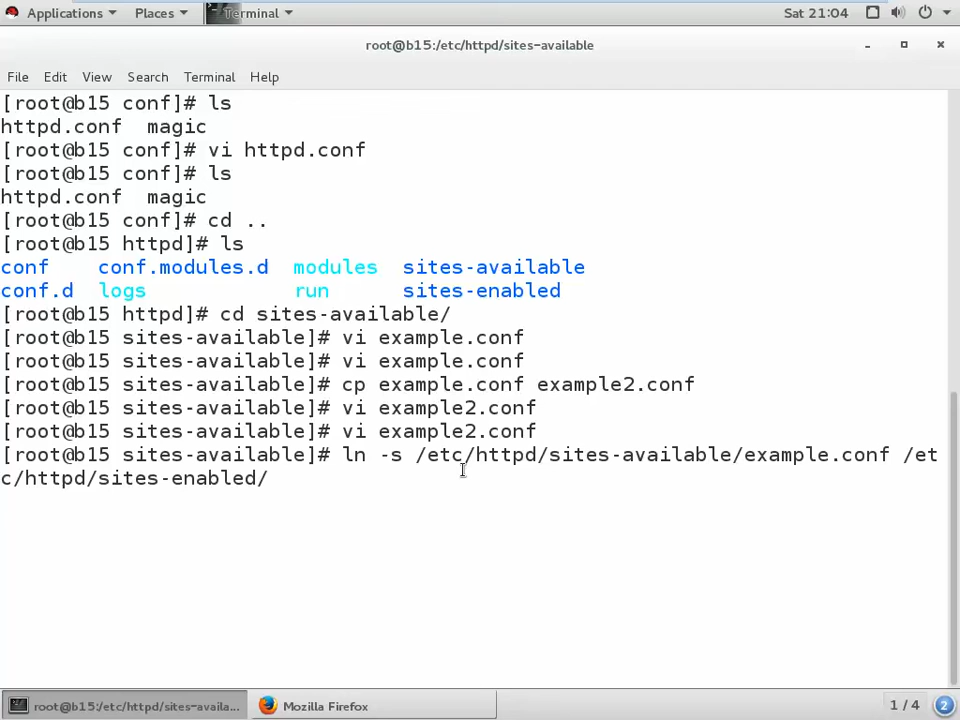 Applications Places Terminal Sat 21:04
root@b15:/etc/httpd/sites-available
File Edit View Search Terminal Help
[root@b15 conf]# ls
httpd.conf  magic
[root@b15 conf]# vi httpd.conf
[root@b15 conf]# ls
httpd.conf  magic
[root@b15 conf]# cd ..
[root@b15 httpd]# ls
conf    conf.modules.d  modules  sites-available
conf.d  logs            run      sites-enabled
[root@b15 httpd]# cd sites-available/
[root@b15 sites-available]# vi example.conf
[root@b15 sites-available]# vi example.conf
[root@b15 sites-available]# cp example.conf example2.conf
[root@b15 sites-available]# vi example2.conf
[root@b15 sites-available]# vi example2.conf
[root@b15 sites-available]# ln -s /etc/httpd/sites-available/example.conf /et
c/httpd/sites-enabled/
root@b15:/etc/httpd/sites-availa... Mozilla Firefox 1 / 4 2